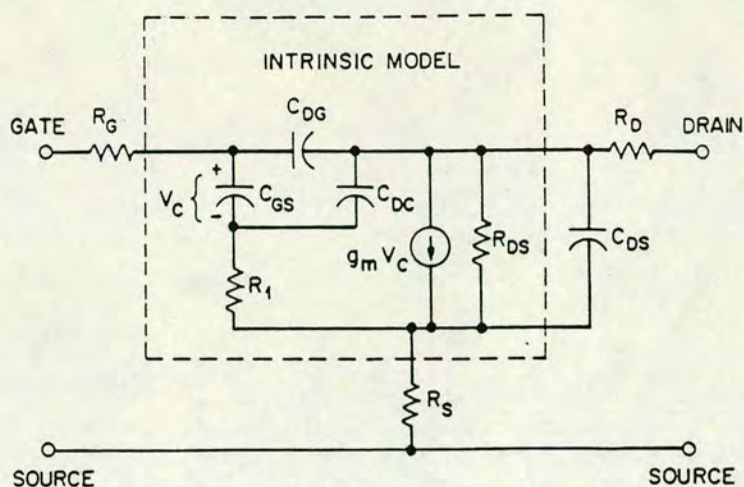 INTRINSIC MODEL
GATE
R_G
C_DG
R_D
DRAIN
+
V_C
-
C_GS
C_DC
R_1
g_m V_C
R_DS
C_DS
R_S
SOURCE
SOURCE